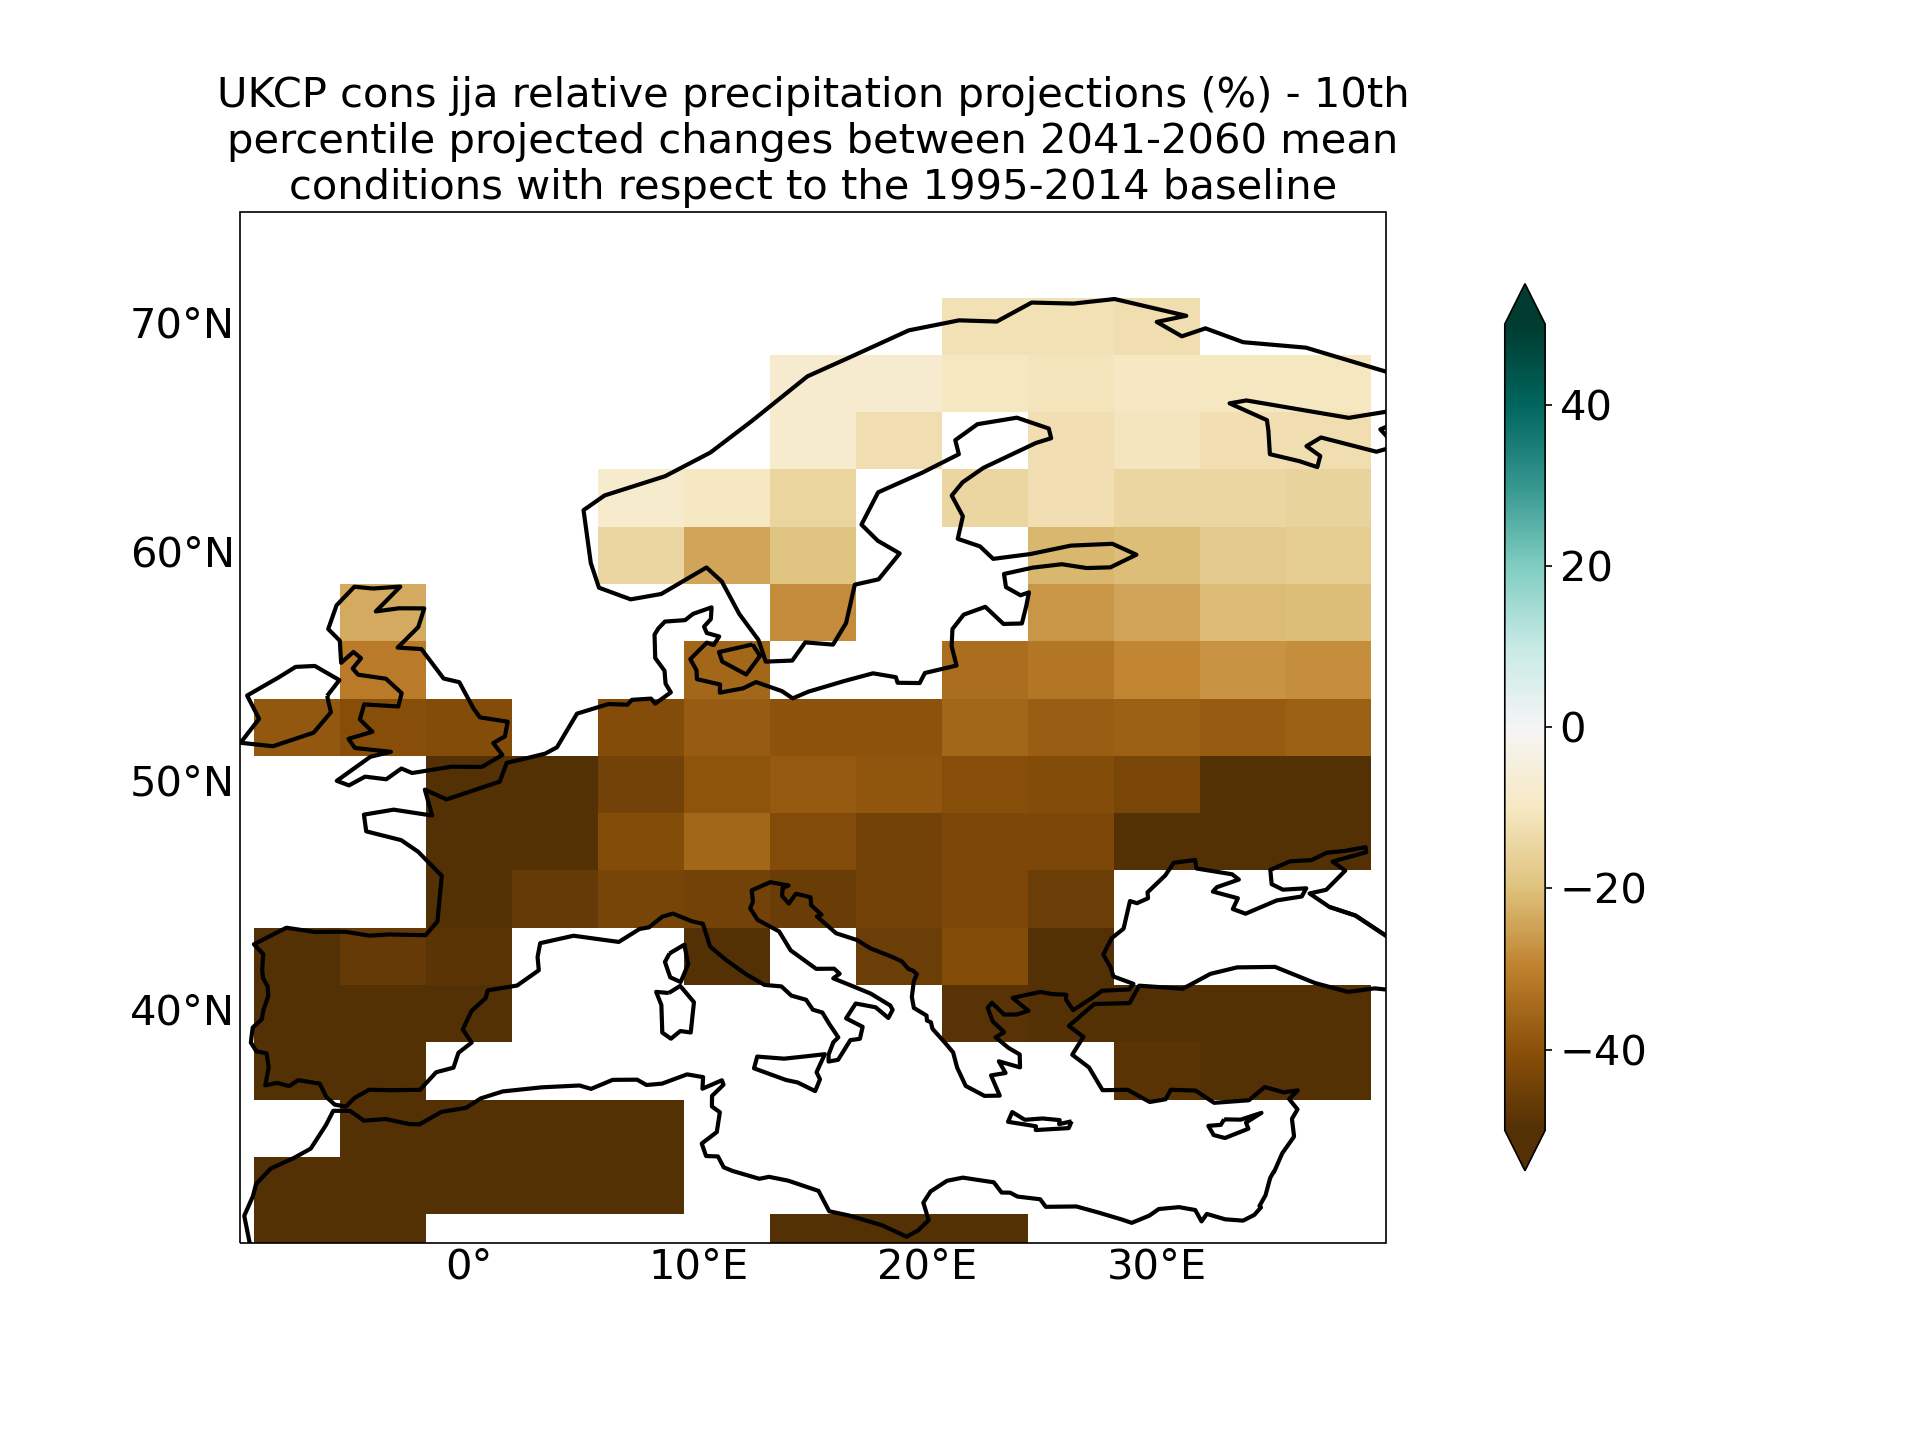 UKCP cons jja relative precipitation projections (%) - 10th
percentile projected changes between 2041-2060 mean
conditions with respect to the 1995-2014 baseline
70°N
60°N
50°N
40°N
0°
10°E
20°E
30°E
40
20
0
−20
−40